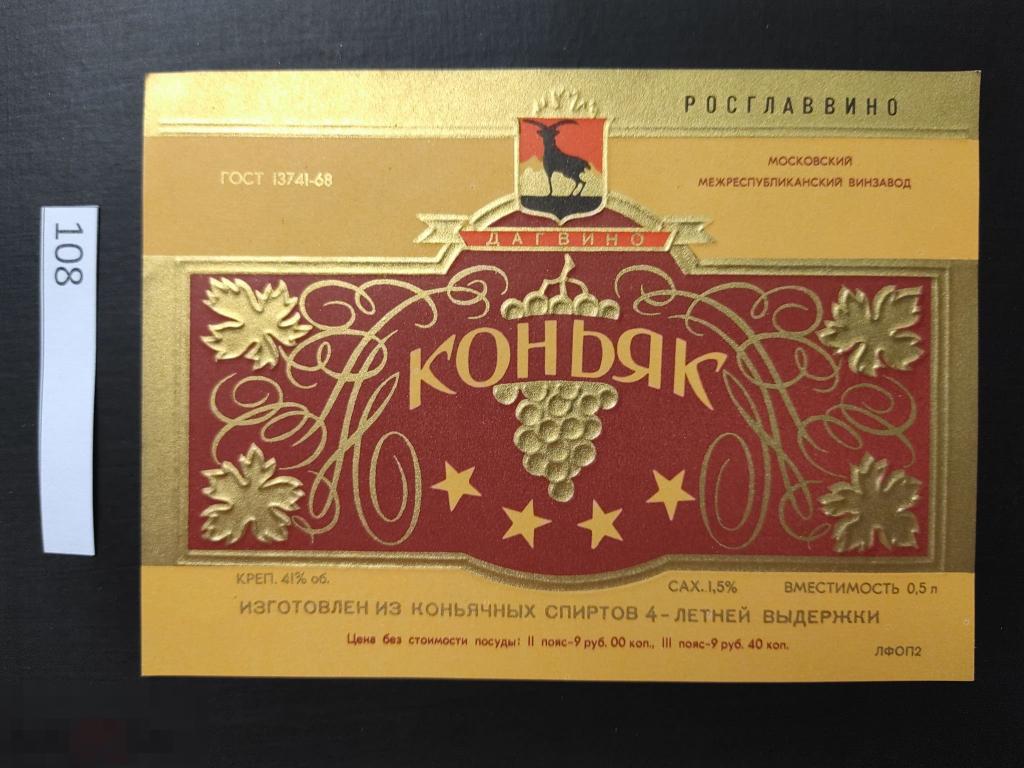 108
РОСГЛАВВИНО
ГОСТ 13741-68
МОСКОВСКИЙ
МЕЖРЕСПУБЛИКАНСКИЙ ВИНЗАВОД
ДАГВИНО
КОНЬЯК
КРЕП. 41% об.
САХ. 1,5%
ВМЕСТИМОСТЬ 0,5 л
ИЗГОТОВЛЕН ИЗ КОНЬЯЧНЫХ СПИРТОВ 4-ЛЕТНЕЙ ВЫДЕРЖКИ
Цена без стоимости посуды: II пояс-9 руб. 00 коп., III пояс-9 руб. 40 коп.
ЛФОП2